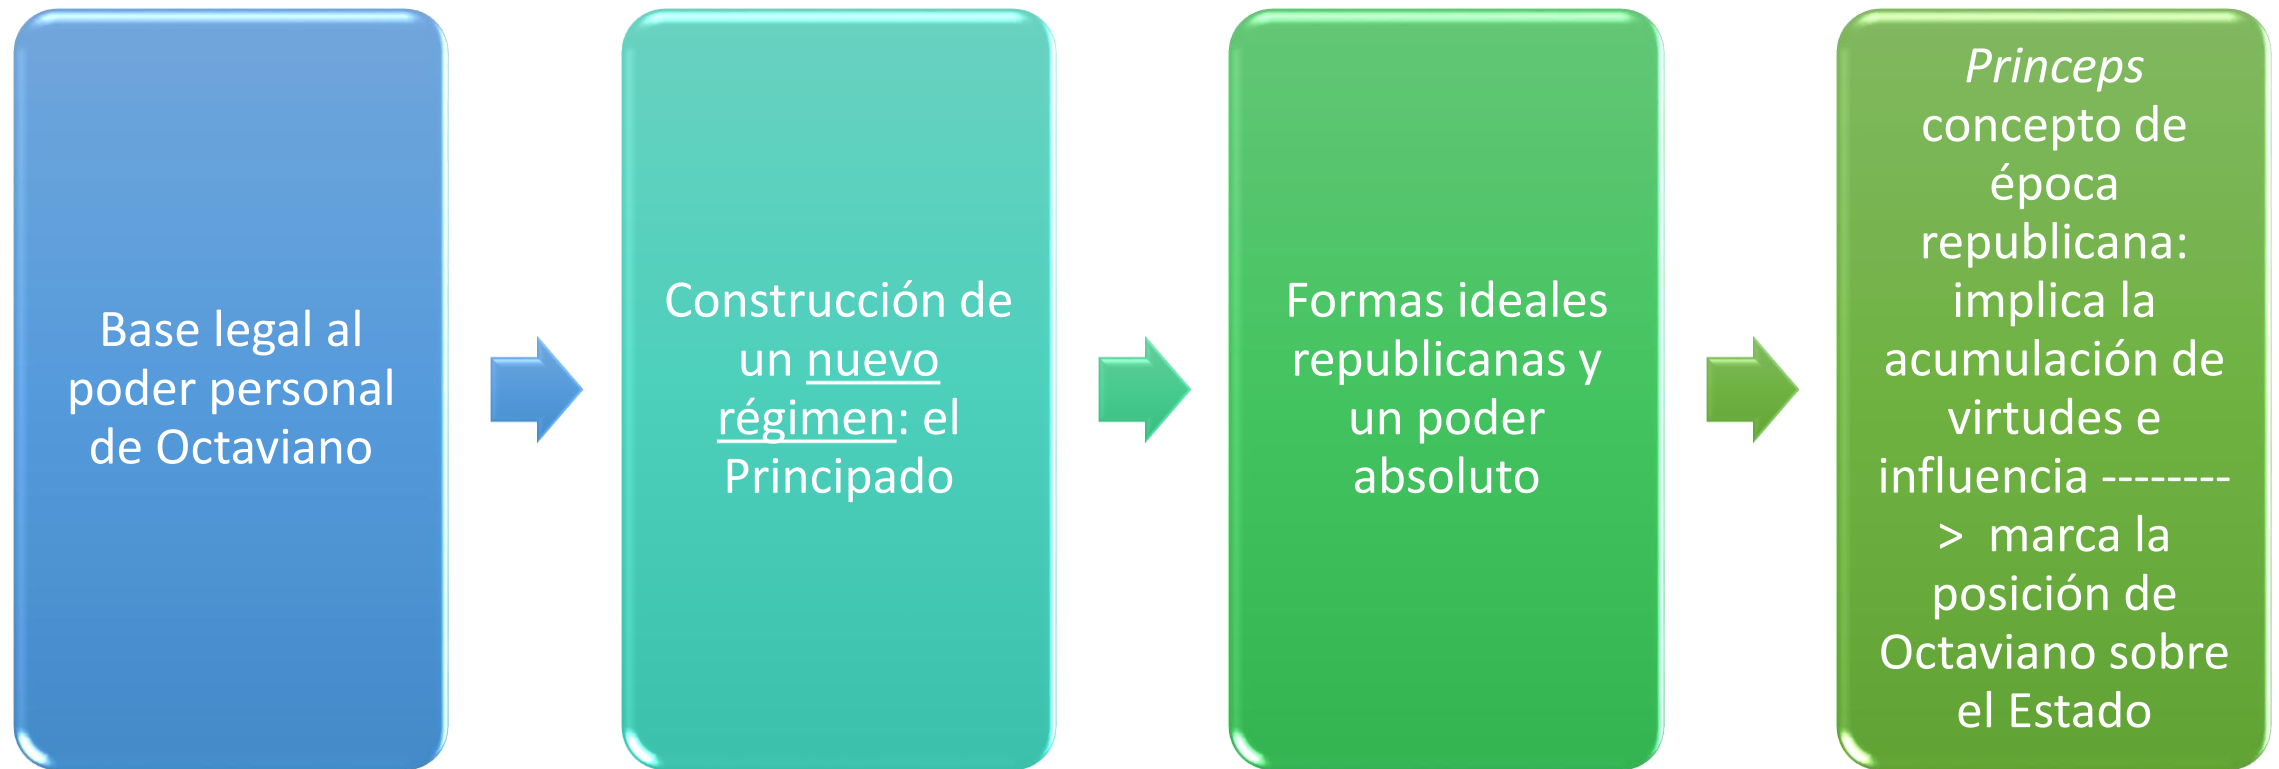 Base legal al
poder personal
de Octaviano
Construcción de
un nuevo
régimen: el
Principado
Formas ideales
republicanas y
un poder
absoluto
Princeps
concepto de
época
republicana:
implica la
acumulación de
virtudes e
influencia --------
> marca la
posición de
Octaviano sobre
el Estado